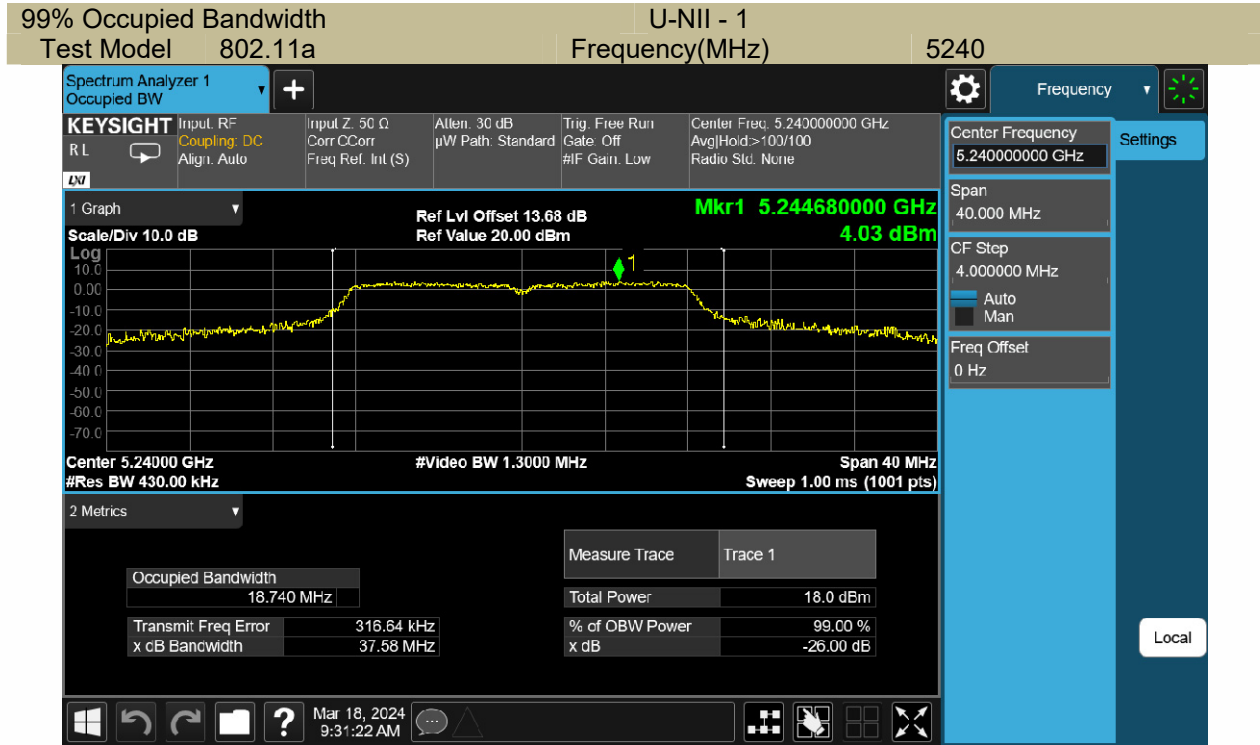 99% Occupied Bandwidth U-NII - 1
Test Model 802.11a Frequency(MHz) 5240
Spectrum Analyzer 1
Occupied BW
+
Frequency
KEYSIGHT
R L
LXI
Input: RF
Coupling: DC
Align: Auto
Input Z: 50 Ω
Corr CCorr
Freq Ref: Int (S)
Atten: 30 dB
µW Path: Standard
Trig: Free Run
Gate: Off
#IF Gain: Low
Center Freq: 5.240000000 GHz
Avg|Hold:>100/100
Radio Std: None
Center Frequency
5.240000000 GHz
Settings
Span
40.000 MHz
CF Step
4.000000 MHz
Auto
Man
Freq Offset
0 Hz
Local
1 Graph
Scale/Div 10.0 dB
Ref Lvl Offset 13.68 dB
Ref Value 20.00 dBm
Mkr1 5.244680000 GHz
4.03 dBm
Log
10.0
0.00
-10.0
-20.0
-30.0
-40.0
-50.0
-60.0
-70.0
1
Center 5.24000 GHz #Video BW 1.3000 MHz Span 40 MHz
#Res BW 430.00 kHz Sweep 1.00 ms (1001 pts)
2 Metrics
Measure Trace Trace 1
Occupied Bandwidth
18.740 MHz Total Power 18.0 dBm
Transmit Freq Error 316.64 kHz % of OBW Power 99.00 %
x dB Bandwidth 37.58 MHz x dB -26.00 dB
?
Mar 18, 2024
9:31:22 AM